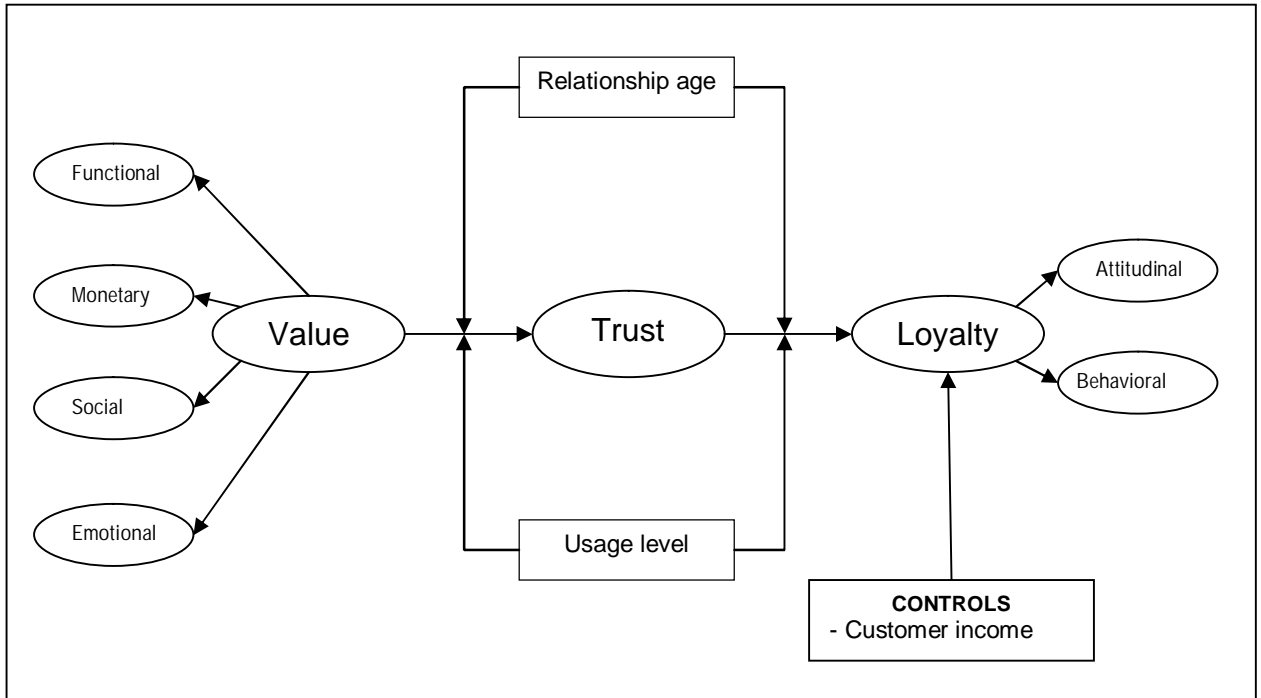 Relationship age
Functional
Monetary
Social
Emotional
Value
Trust
Loyalty
Attitudinal
Behavioral
Usage level
CONTROLS
- Customer income